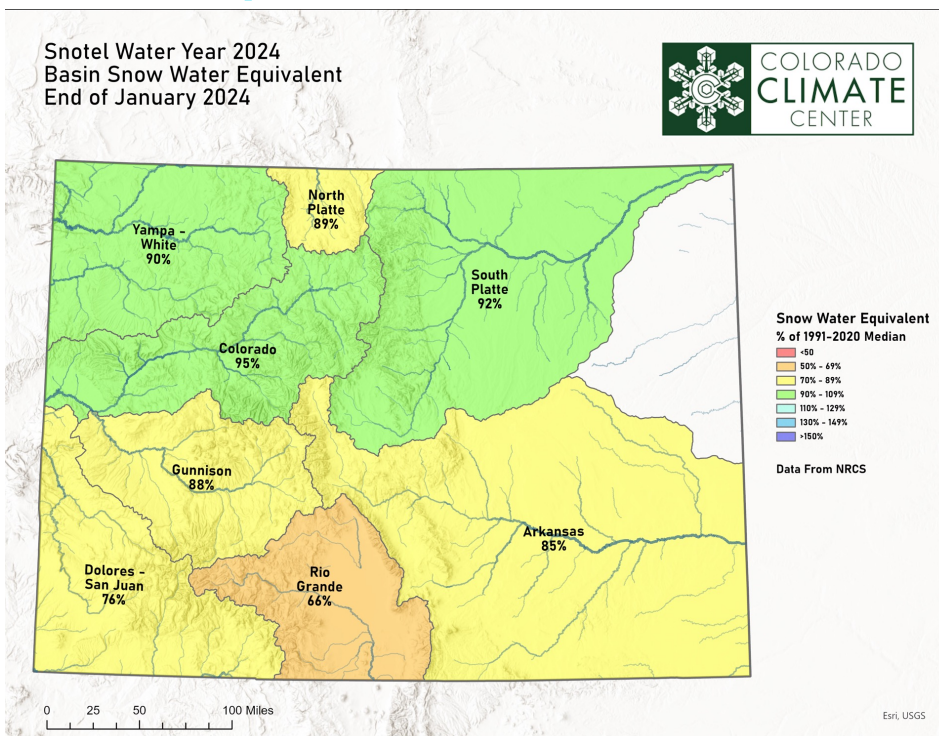 Snotel Water Year 2024
Basin Snow Water Equivalent
End of January 2024
COLORADO
CLIMATE
CENTER
North
Platte
89%
Yampa -
White
90%
South
Platte
92%
Colorado
95%
Gunnison
88%
Arkansas
85%
Dolores -
San Juan
76%
Rio
Grande
66%
Snow Water Equivalent
% of 1991-2020 Median
<50
50% - 69%
70% - 89%
90% - 109%
110% - 129%
130% - 149%
>150%
Data From NRCS
0 25 50 100 Miles
Esri, USGS